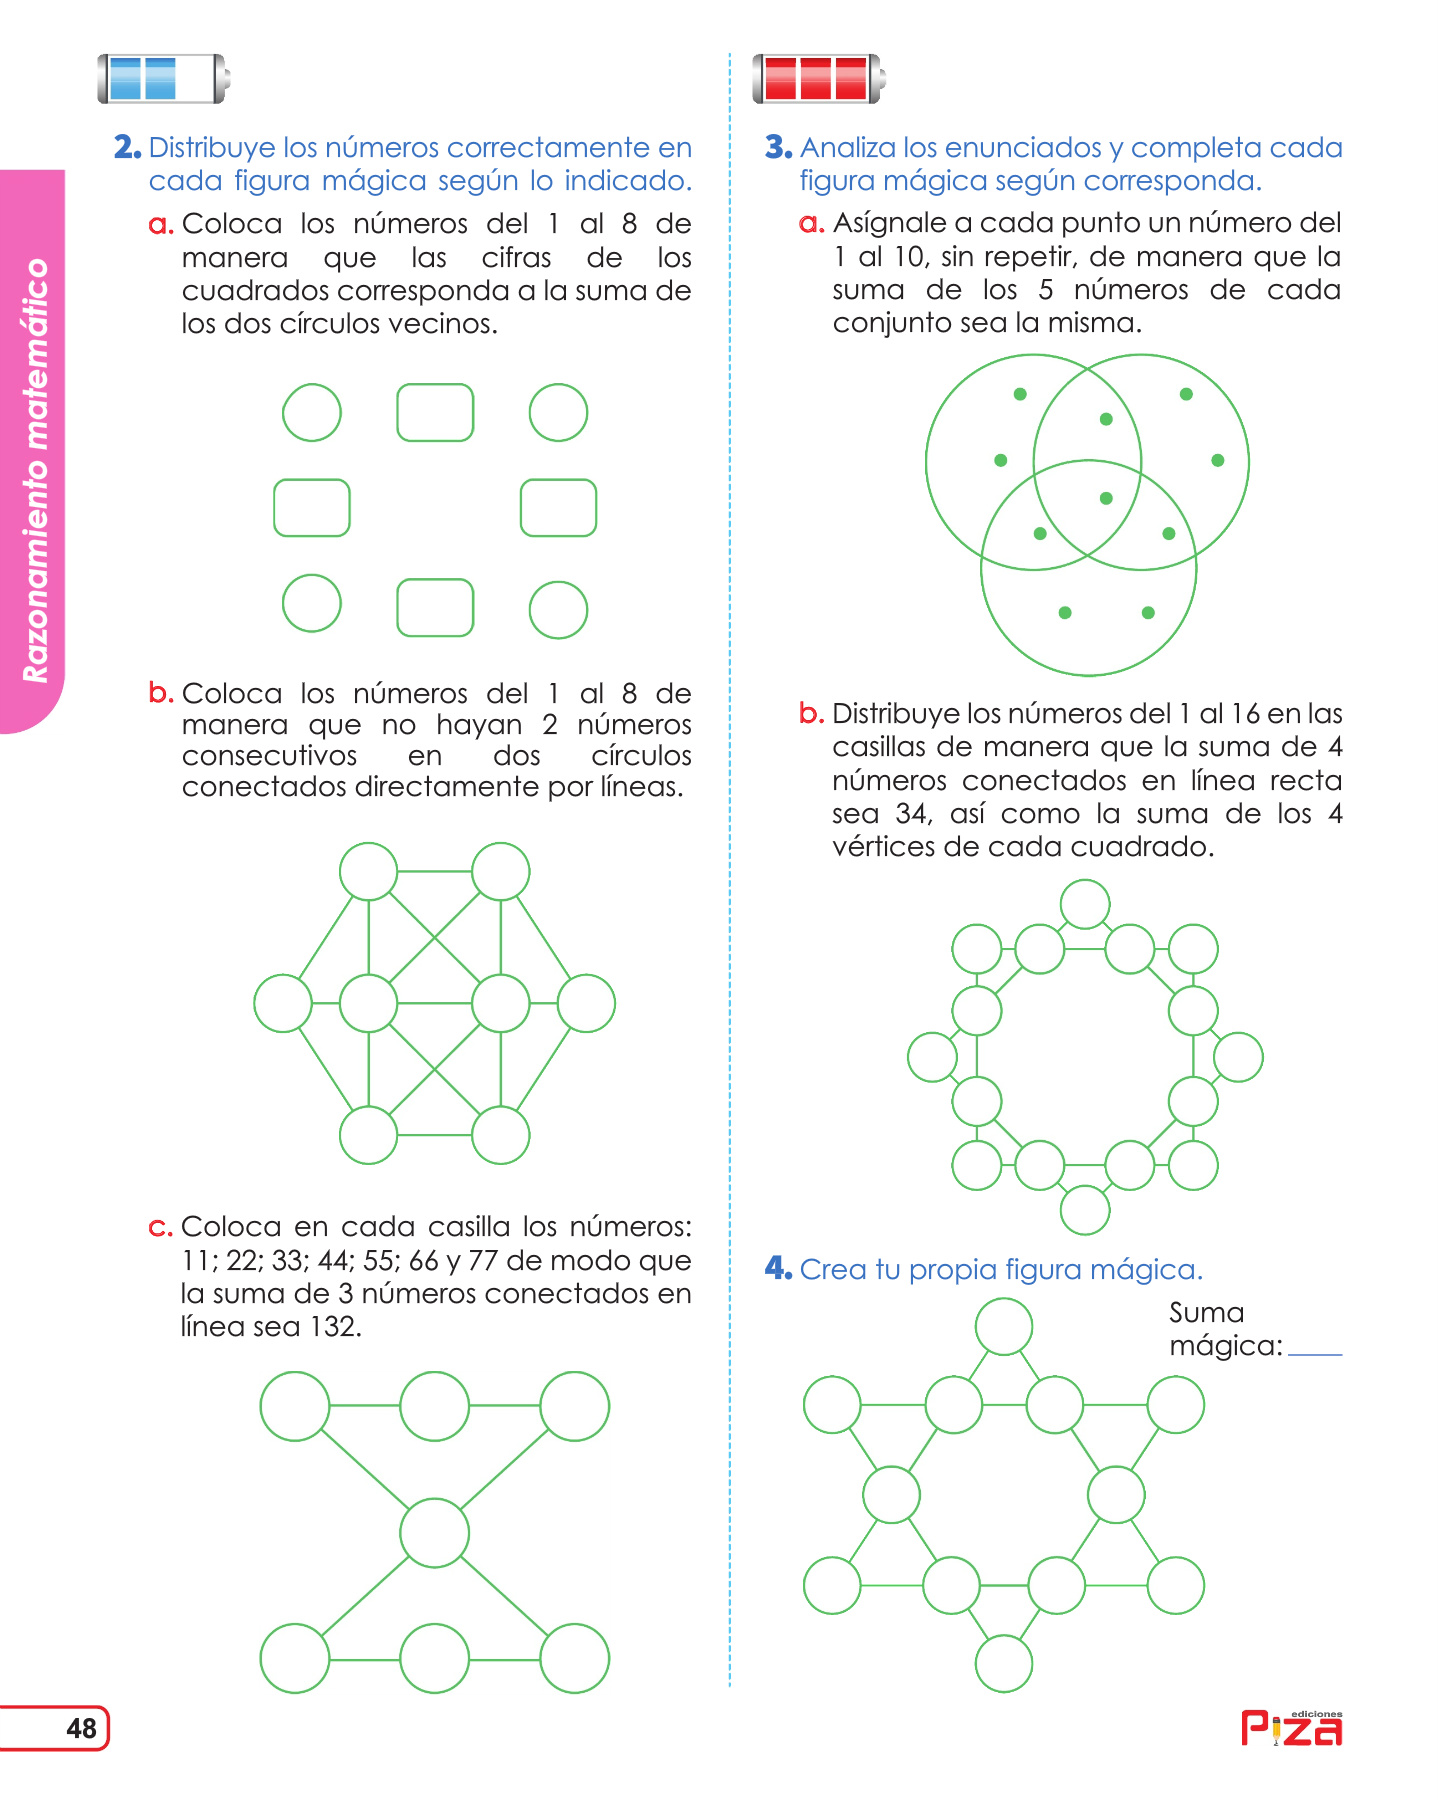 Razonamiento matemático
2. Distribuye los números correctamente en
cada figura mágica según lo indicado.
a. Coloca los números del 1 al 8 de
manera que las cifras de los
cuadrados corresponda a la suma de
los dos círculos vecinos.
b. Coloca los números del 1 al 8 de
manera que no hayan 2 números
consecutivos en dos círculos
conectados directamente por líneas.
c. Coloca en cada casilla los números:
11; 22; 33; 44; 55; 66 y 77 de modo que
la suma de 3 números conectados en
línea sea 132.
3. Analiza los enunciados y completa cada
figura mágica según corresponda.
a. Asígnale a cada punto un número del
1 al 10, sin repetir, de manera que la
suma de los 5 números de cada
conjunto sea la misma.
b. Distribuye los números del 1 al 16 en las
casillas de manera que la suma de 4
números conectados en línea recta
sea 34, así como la suma de los 4
vértices de cada cuadrado.
4. Crea tu propia figura mágica.
Suma
mágica:
48
ediciones
Piza